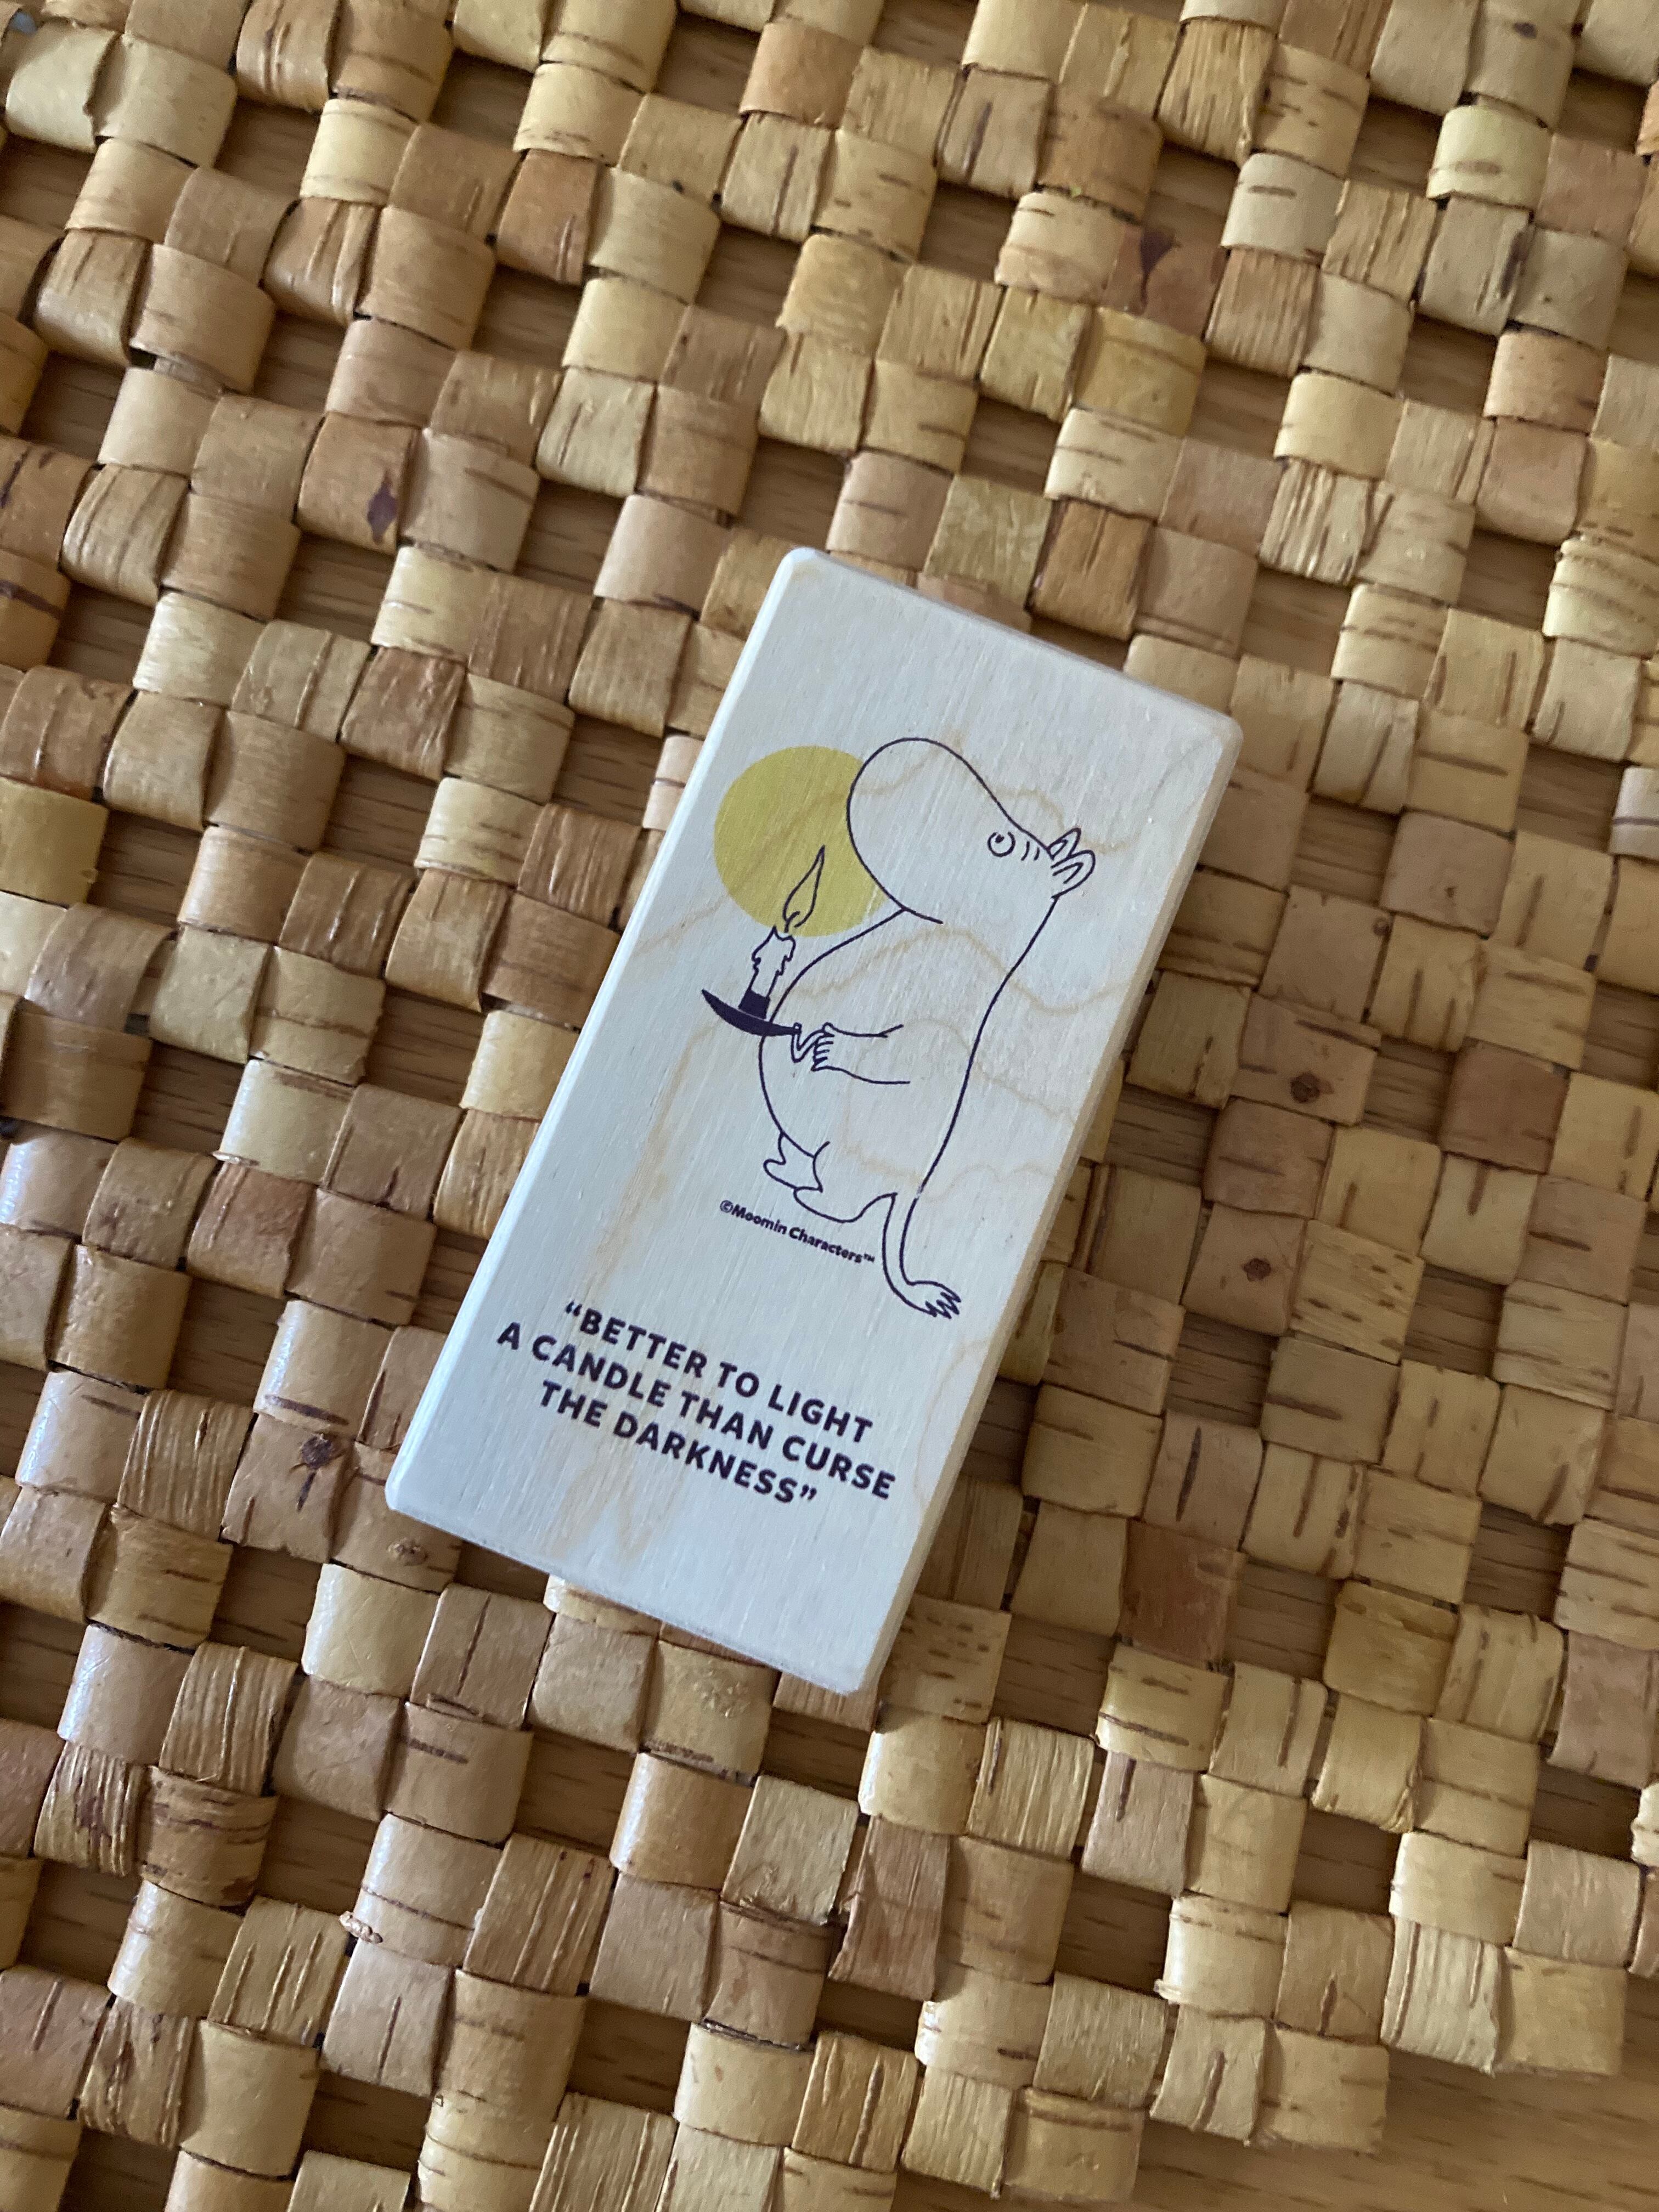 ©Moomin Characters™
“BETTER TO LIGHT
A CANDLE THAN CURSE
THE DARKNESS”